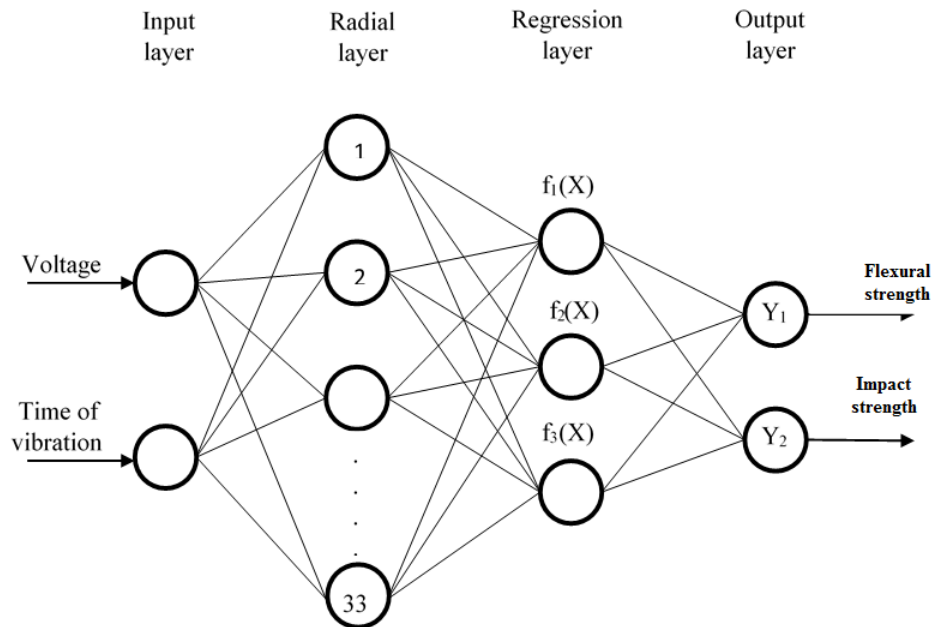 Input
layer
Radial
layer
Regression
layer
Output
layer
1
f₁(X)
Voltage
2
Flexural
strength
Y₁
f₂(X)
Time of
vibration
Impact
strength
f₃(X)
Y₂
33